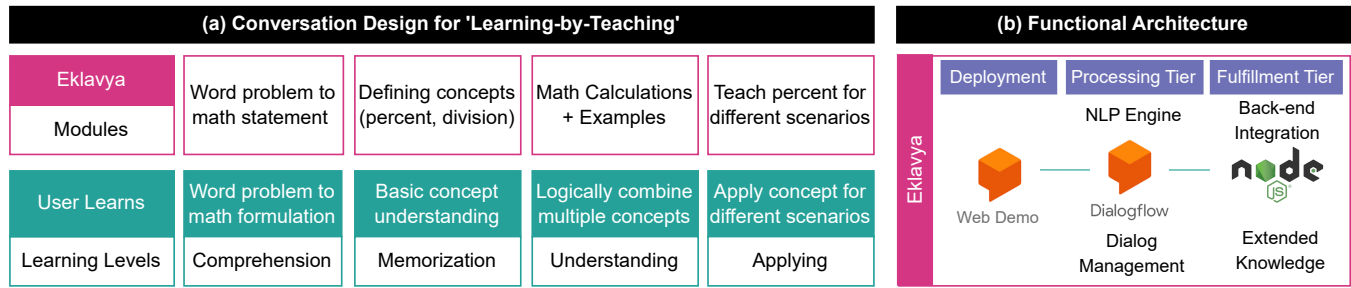 (a) Conversation Design for 'Learning-by-Teaching'
Eklavya
Modules
Word problem to
math statement
Defining concepts
(percent, division)
Math Calculations
+ Examples
Teach percent for
different scenarios
User Learns
Word problem to
math formulation
Basic concept
understanding
Logically combine
multiple concepts
Apply concept for
different scenarios
Learning Levels
Comprehension
Memorization
Understanding
Applying
(b) Functional Architecture
Eklavya
Deployment
Processing Tier
Fulfillment Tier
NLP Engine
Back-end
Integration
Web Demo
Dialogflow
node
JS®
Dialog
Management
Extended
Knowledge